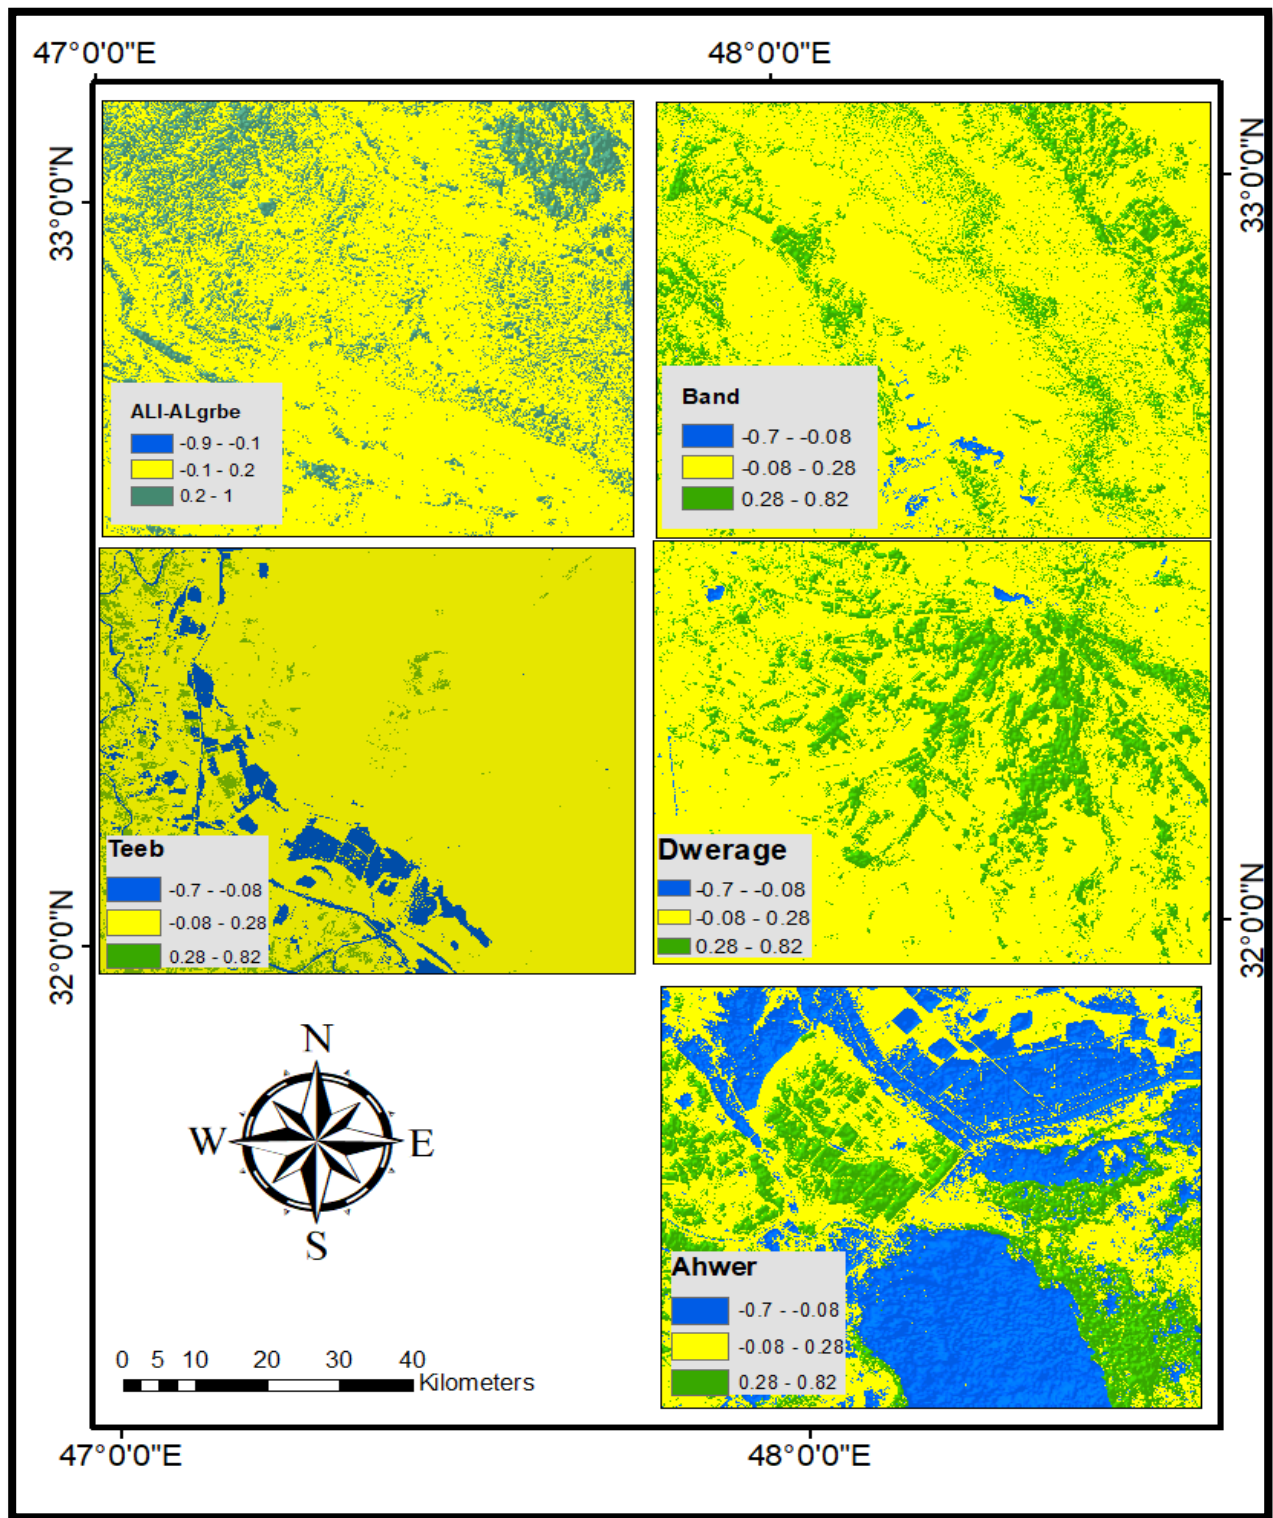 47°0'0"E
48°0'0"E
33°0'0"N
33°0'0"N
ALI-ALgrbe
-0.9 - -0.1
-0.1 - 0.2
0.2 - 1
Band
-0.7 - -0.08
-0.08 - 0.28
0.28 - 0.82
Teeb
-0.7 - -0.08
-0.08 - 0.28
0.28 - 0.82
Dwerage
-0.7 - -0.08
-0.08 - 0.28
0.28 - 0.82
32°0'0"N
32°0'0"N
N
W
E
S
Ahwer
-0.7 - -0.08
-0.08 - 0.28
0.28 - 0.82
0 5 10 20 30 40
Kilometers
47°0'0"E
48°0'0"E